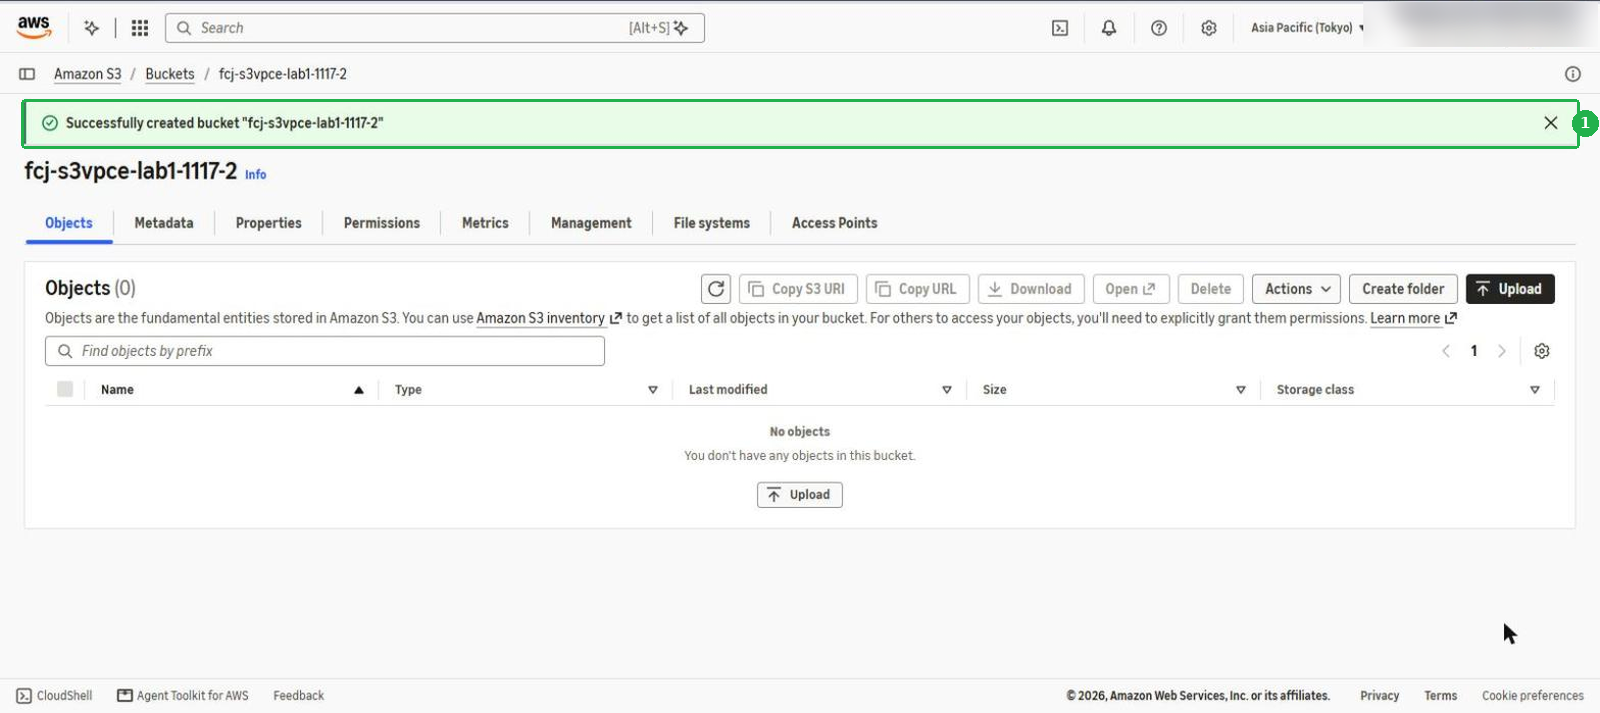 aws
Search [Alt+S] Asia Pacific (Tokyo)
Amazon S3 / Buckets / fcj-s3vpce-lab1-1117-2
Successfully created bucket "fcj-s3vpce-lab1-1117-2" 1
fcj-s3vpce-lab1-1117-2 Info
Objects Metadata Properties Permissions Metrics Management File systems Access Points
Objects (0) Copy S3 URI Copy URL Download Open Delete Actions Create folder Upload
Objects are the fundamental entities stored in Amazon S3. You can use Amazon S3 inventory to get a list of all objects in your bucket. For others to access your objects, you'll need to explicitly grant them permissions. Learn more
Find objects by prefix 1
Name Type Last modified Size Storage class
No objects
You don't have any objects in this bucket.
Upload
CloudShell Agent Toolkit for AWS Feedback © 2026, Amazon Web Services, Inc. or its affiliates. Privacy Terms Cookie preferences